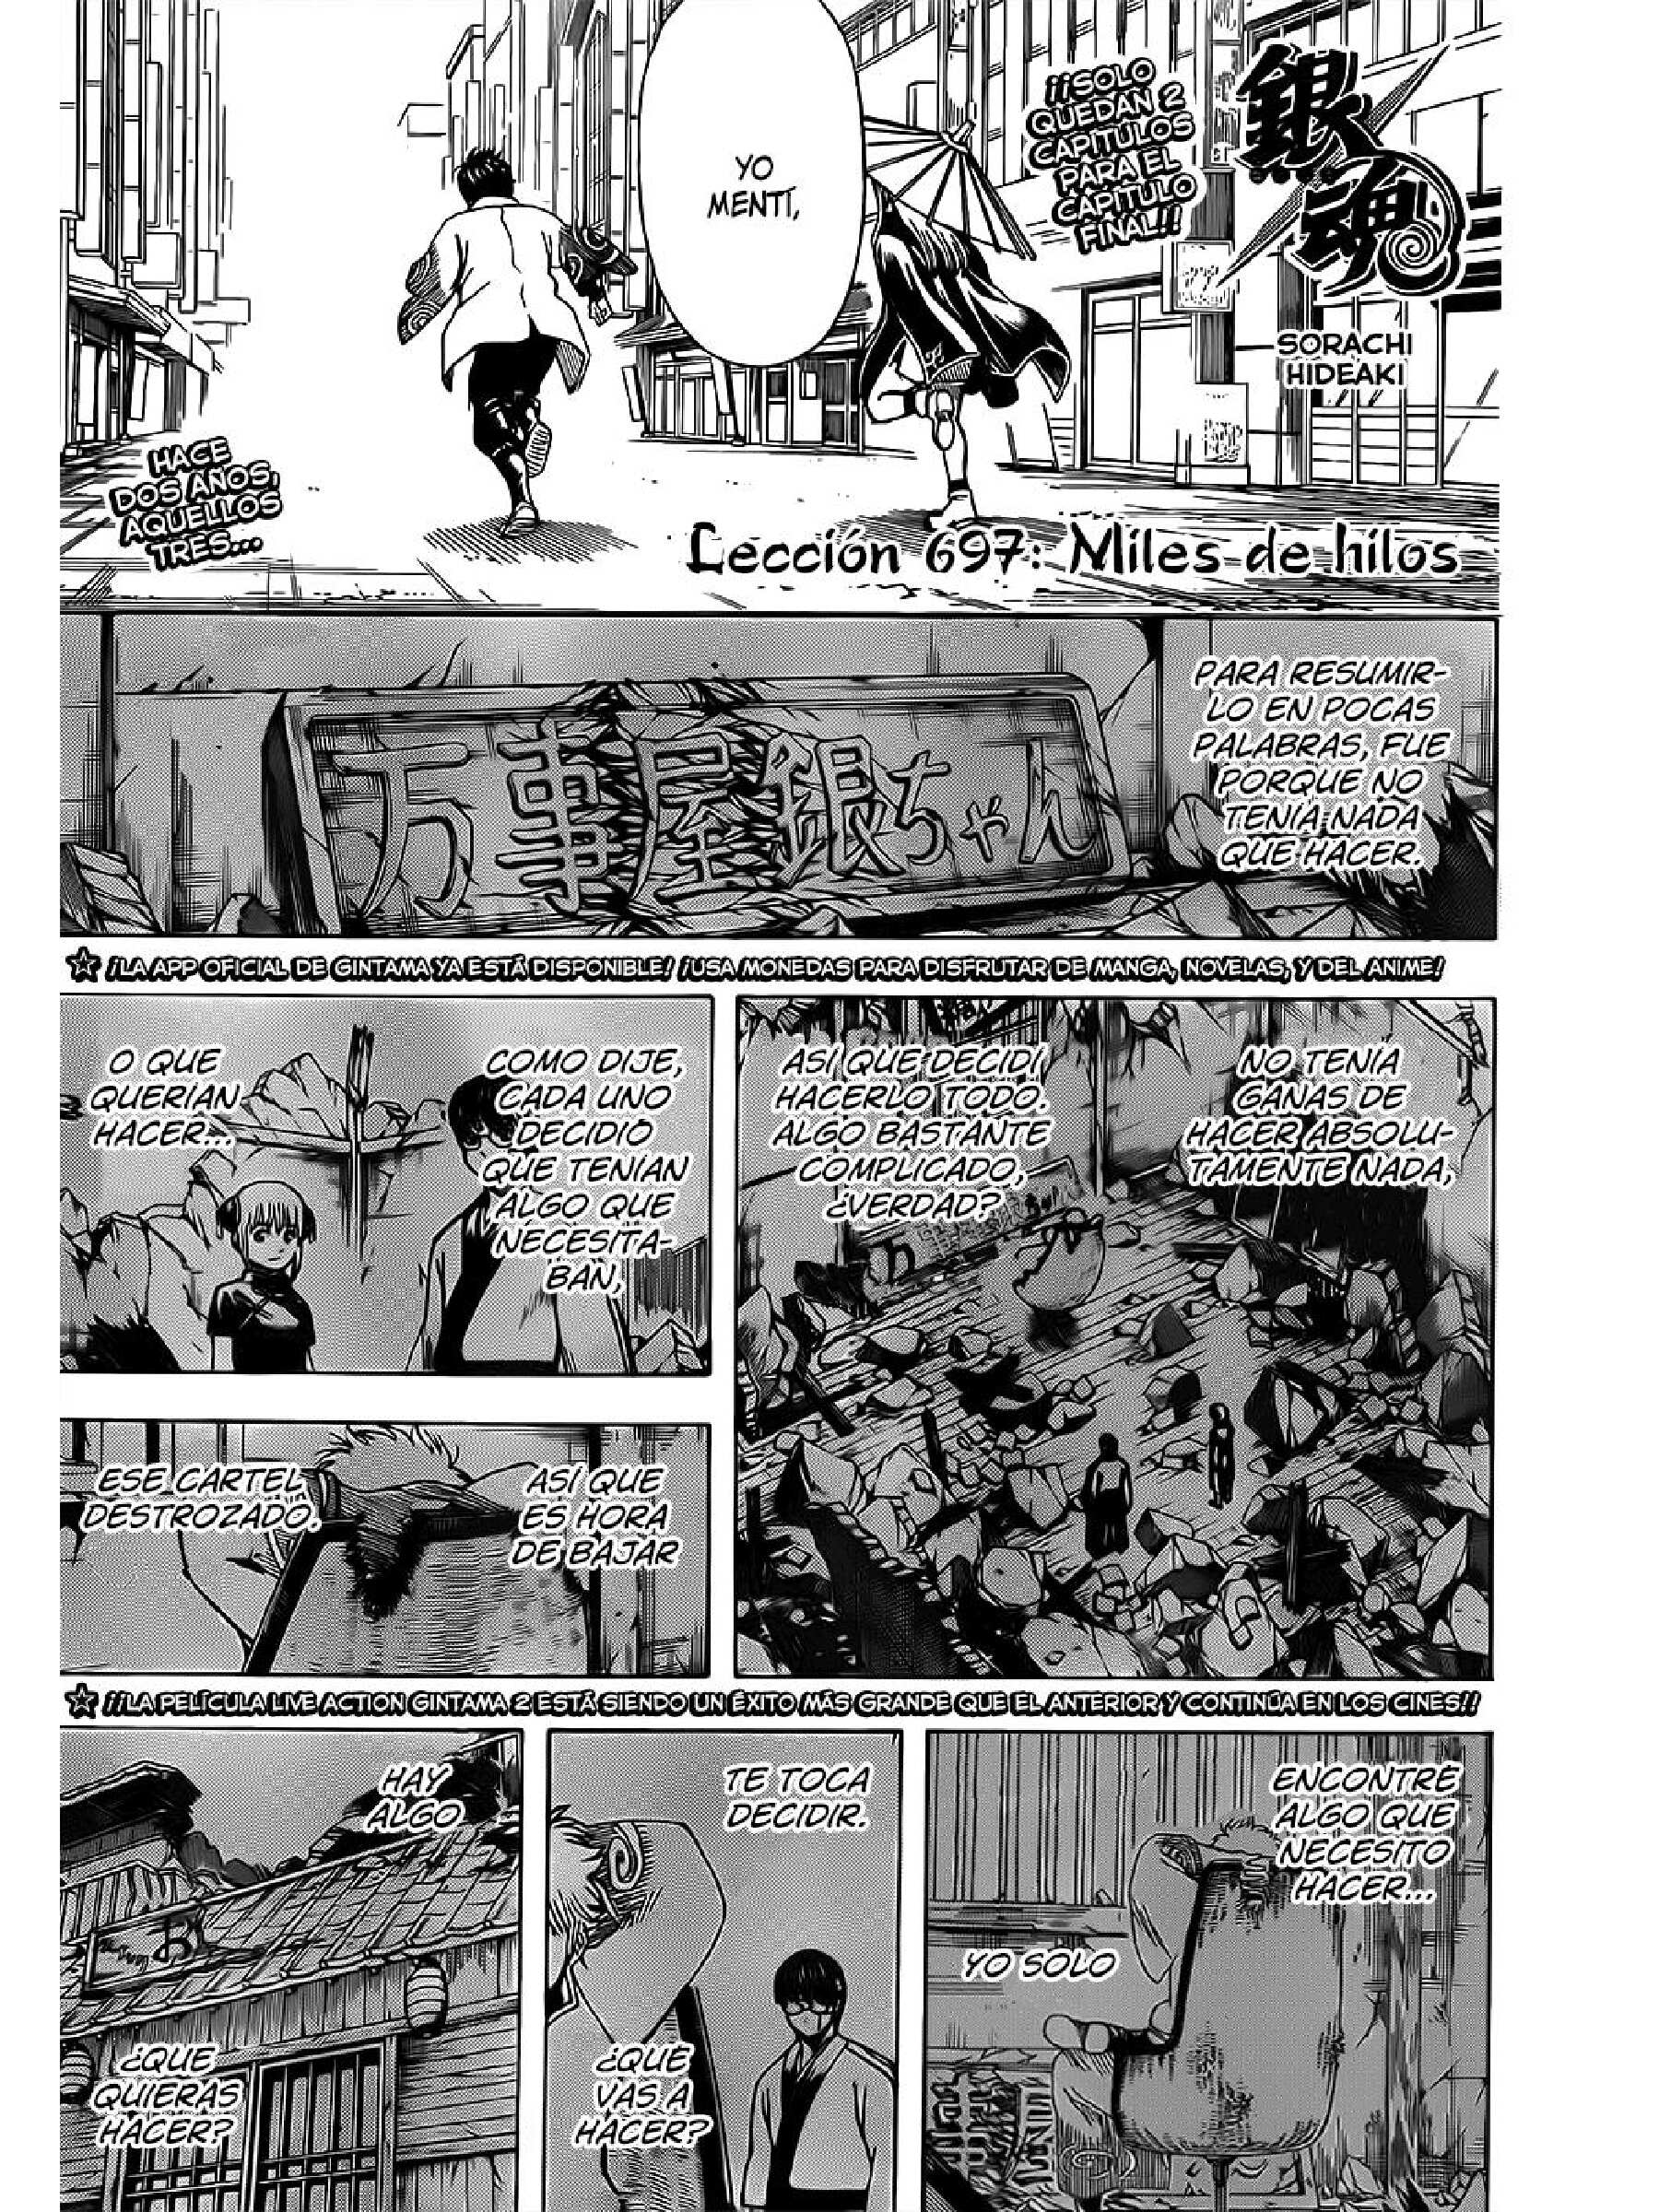 ¡¡SOLO
QUEDAN 2
CAPITULOS
PARA EL
CAPITULO
FINAL!!
銀
魂
SORACHI
HIDEAKI
YO
MENTÍ,
HACE
DOS AÑOS,
AQUELLOS
TRES...
Lección 697: Miles de hilos
PARA RESUMIR-
LO EN POCAS
PALABRAS, FUE
PORQUE NO
TENÍA NADA
QUE HACER.
万事屋銀ちゃん
☆ ¡LA APP OFICIAL DE GINTAMA YA ESTÁ DISPONIBLE! ¡USA MONEDAS PARA DISFRUTAR DE MANGA, NOVELAS, Y DEL ANIME!
NO TENÍA
GANAS DE
HACER ABSOLU-
TAMENTE NADA,
ASÍ QUE DECIDÍ
HACERLO TODO.
ALGO BASTANTE
COMPLICADO,
¿VERDAD?
COMO DIJE,
CADA UNO
DECIDIÓ
QUE TENÍAN
ALGO QUE
NECESITA-
BAN,
O QUE
QUERÍAN
HACER...
ASÍ QUE
ES HORA
DE BAJAR
ESE CARTEL
DESTROZADO.
☆ ¡¡LA PELÍCULA LIVE ACTION GINTAMA 2 ESTÁ SIENDO UN ÉXITO MÁS GRANDE QUE EL ANTERIOR Y CONTINÚA EN LOS CINES!!
ENCONTRÉ
ALGO QUE
NECESITO
HACER...
YO SOLO
TE TOCA
DECIDIR.
¿QUÉ
VAS A
HACER?
HAY
ALGO
¿QUE
QUIERAS
HACER?